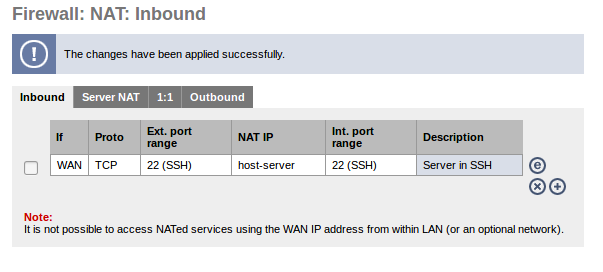 Firewall: NAT: Inbound
The changes have been applied successfully.
Inbound Server NAT 1:1 Outbound
If Proto Ext. port range NAT IP Int. port range Description
WAN TCP 22 (SSH) host-server 22 (SSH) Server in SSH
Note:
It is not possible to access NATed services using the WAN IP address from within LAN (or an optional network).